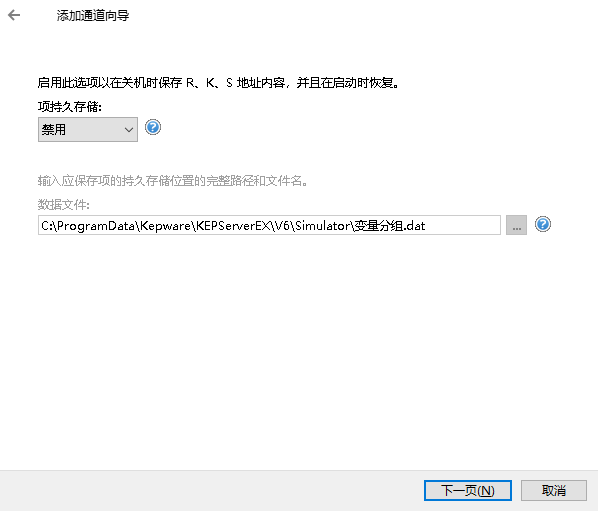 添加通道向导
启用此选项以在关机时保存 R、K、S 地址内容，并且在启动时恢复。
项持久存储:
禁用
输入应保存项的持久存储位置的完整路径和文件名。
数据文件:
C:\ProgramData\Kepware\KEPServerEX\V6\Simulator\变量分组.dat
...
下一页(N)
取消